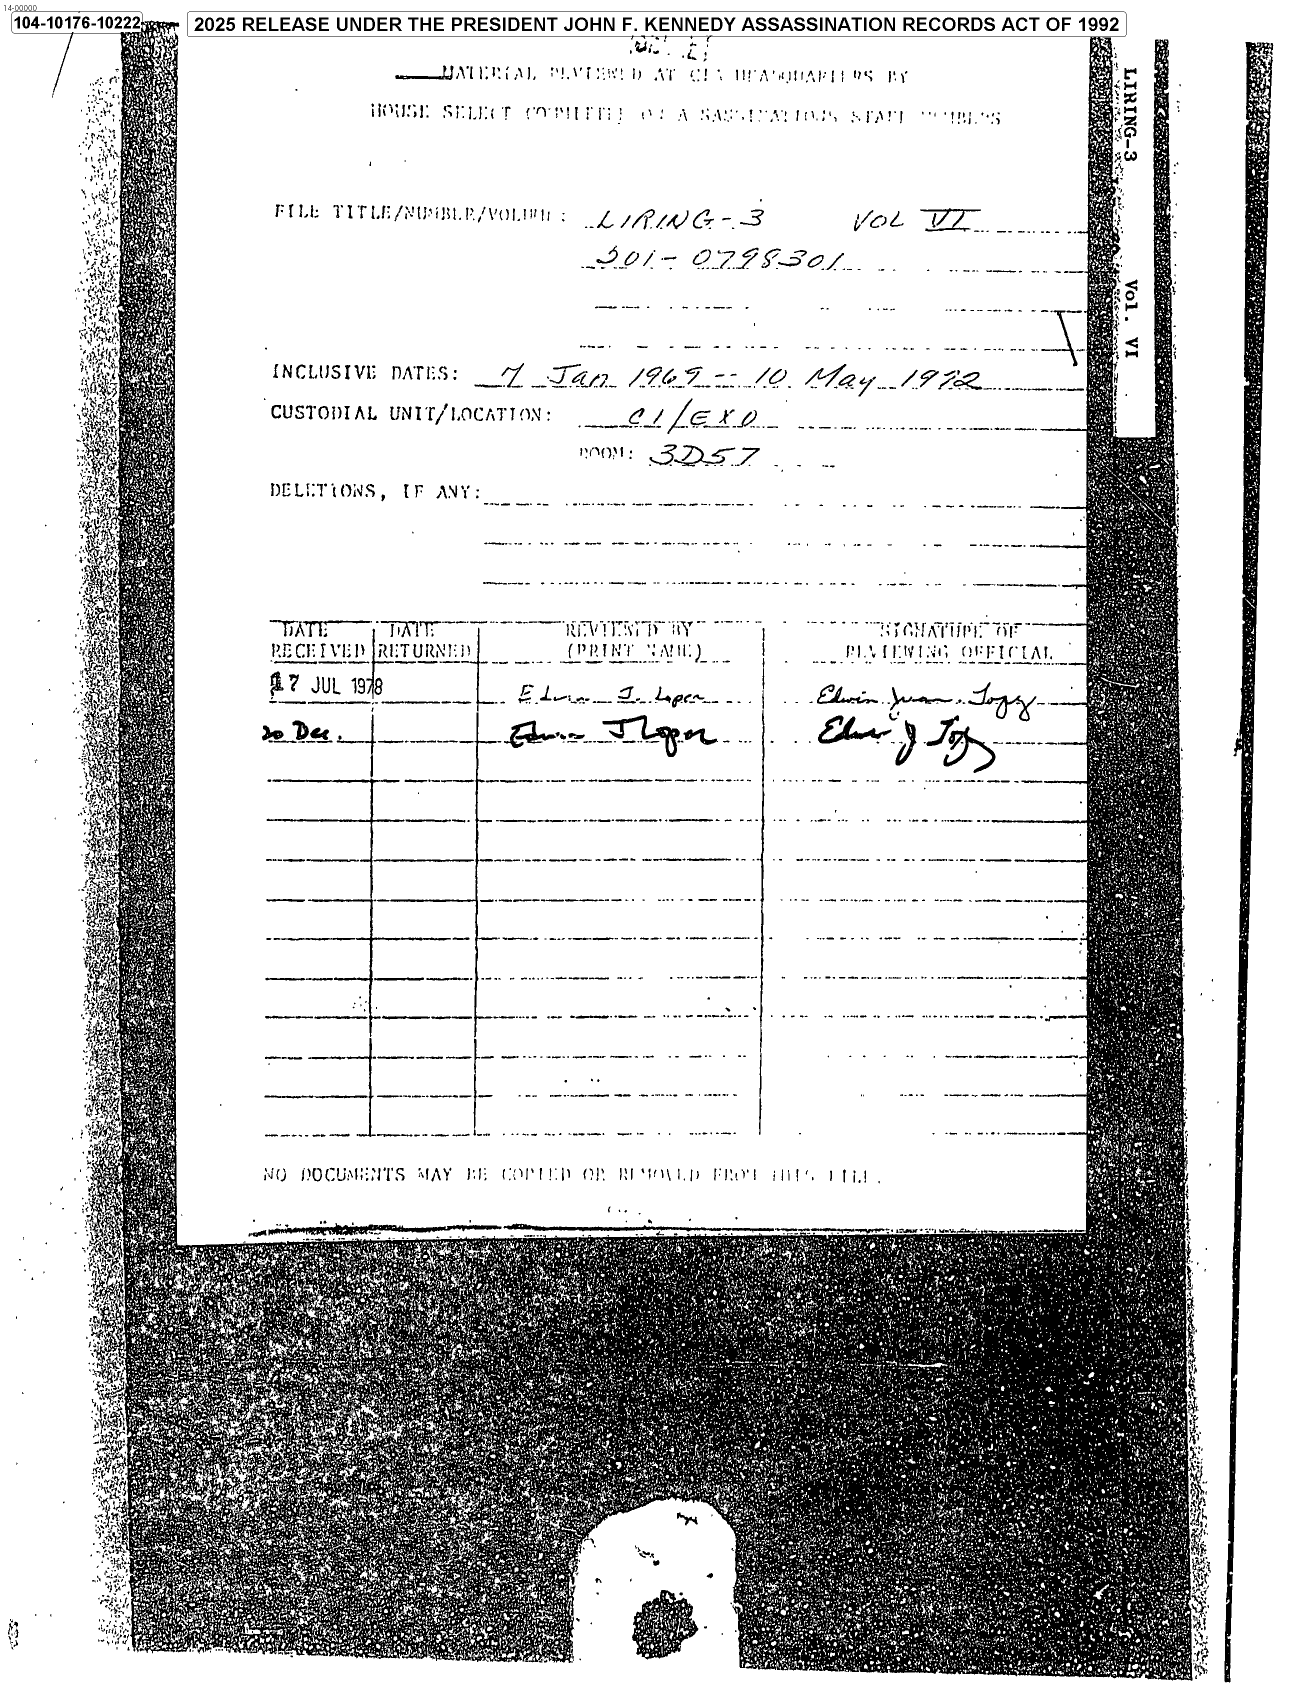 14-00000
104-10176-10222
2025 RELEASE UNDER THE PRESIDENT JOHN F. KENNEDY ASSASSINATION RECORDS ACT OF 1992
MATERIAL REVIEWED AT CIA HEADQUARTERS BY
HOUSE SELECT COMMITTEE ON ASSASSINATIONS STAFF MEMBERS
LIRING-3 Vol. VI
FILE TITLE/NUMBER/VOLUME: LIRING-3 VOL VI
201-0798301
INCLUSIVE DATES: 7 Jan 1969 -- 10 May 1972
CUSTODIAL UNIT/LOCATION: CI/EXO
ROOM: 3D57
DELETIONS, IF ANY:
DATE RECEIVED DATE RETURNED REVIEWED BY (PRINT NAME) SIGNATURE OF REVIEWING OFFICIAL
17 JUL 1978 Edwin J. Lopez Edwin Juan Lopez
20 Dec. Edwin J Lopez Edwin J
NO DOCUMENTS MAY BE COPIED OR REMOVED FROM THIS FILE.